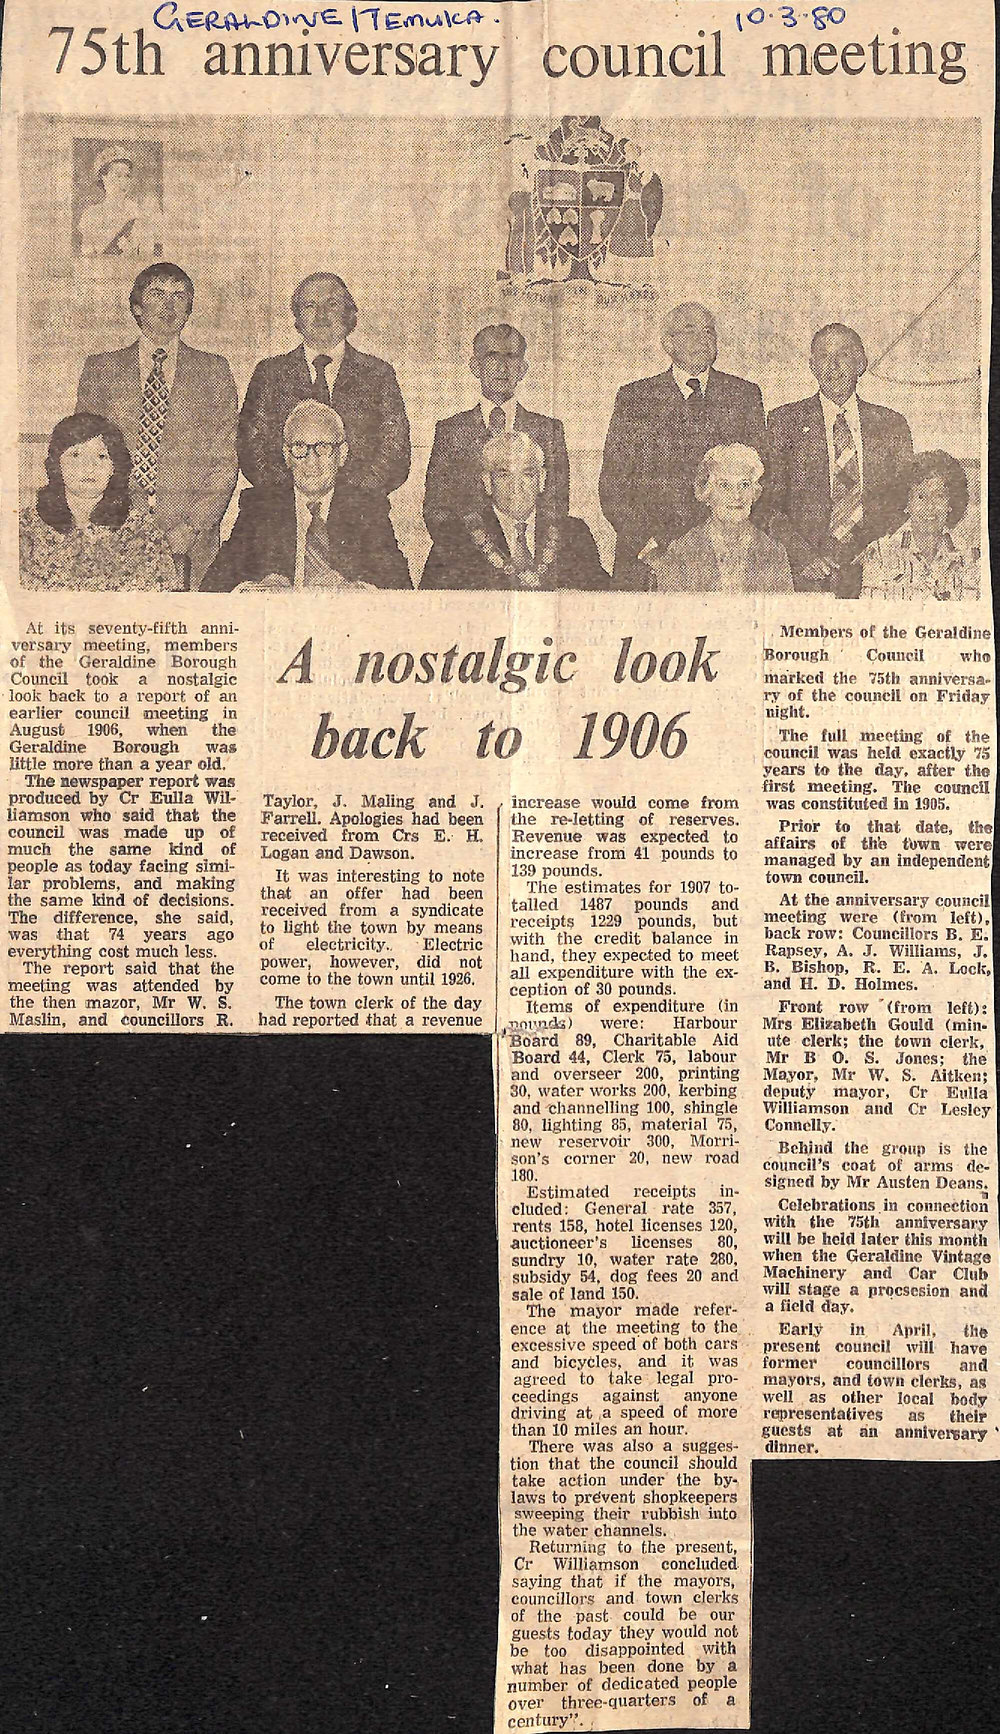 GERALDINE / TEMUKA.
10.3.80
75th anniversary council meeting
At its seventy-fifth anni-
versary meeting, members
of the Geraldine Borough
Council took a nostalgic
look back to a report of an
earlier council meeting in
August 1906, when the
Geraldine Borough was
little more than a year old.
The newspaper report was
produced by Cr Eulla Wil-
liamson who said that the
council was made up of
much the same kind of
people as today facing simi-
lar problems, and making
the same kind of decisions.
The difference, she said,
was that 74 years ago
everything cost much less.
The report said that the
meeting was attended by
the then mazor, Mr W. S.
Maslin, and councillors R.
A nostalgic look
back to 1906
Taylor, J. Maling and J.
Farrell. Apologies had been
received from Crs E. H.
Logan and Dawson.
It was interesting to note
that an offer had been
received from a syndicate
to light the town by means
of electricity. Electric
power, however, did not
come to the town until 1926.
The town clerk of the day
had reported that a revenue
increase would come from
the re-letting of reserves.
Revenue was expected to
increase from 41 pounds to
139 pounds.
The estimates for 1907 to-
talled 1487 pounds and
receipts 1229 pounds, but
with the credit balance in
hand, they expected to meet
all expenditure with the ex-
ception of 30 pounds.
Items of expenditure (in
pounds) were: Harbour
Board 89, Charitable Aid
Board 44, Clerk 75, labour
and overseer 200, printing
30, water works 200, kerbing
and channelling 100, shingle
80, lighting 85, material 75,
new reservoir 300, Morri-
son's corner 20, new road
180.
Estimated receipts in-
cluded: General rate 357,
rents 158, hotel licenses 120,
auctioneer's licenses 80,
sundry 10, water rate 280,
subsidy 54, dog fees 20 and
sale of land 150.
The mayor made refer-
ence at the meeting to the
excessive speed of both cars
and bicycles, and it was
agreed to take legal pro-
ceedings against anyone
driving at a speed of more
than 10 miles an hour.
There was also a sugges-
tion that the council should
take action under the by-
laws to prevent shopkeepers
sweeping their rubbish into
the water channels.
Returning to the present,
Cr Williamson concluded
saying that if the mayors,
councillors and town clerks
of the past could be our
guests today they would not
be too disappointed with
what has been done by a
number of dedicated people
over three-quarters of a
century".
Members of the Geraldine
Borough Council who
marked the 75th anniversa-
ry of the council on Friday
night.
The full meeting of the
council was held exactly 75
years to the day, after the
first meeting. The council
was constituted in 1905.
Prior to that date, the
affairs of the town were
managed by an independent
town council.
At the anniversary council
meeting were (from left),
back row: Councillors B. E.
Rapsey, A. J. Williams, J.
B. Bishop, R. E. A. Lock,
and H. D. Holmes.
Front row (from left):
Mrs Elizabeth Gould (min-
ute clerk; the town clerk,
Mr B O. S. Jones; the
Mayor, Mr W. S. Aitken;
deputy mayor, Cr Eulla
Williamson and Cr Lesley
Connelly.
Behind the group is the
council's coat of arms de-
signed by Mr Austen Deans.
Celebrations in connection
with the 75th anniversary
will be held later this month
when the Geraldine Vintage
Machinery and Car Club
will stage a procsesion and
a field day.
Early in April, the
present council will have
former councillors and
mayors, and town clerks, as
well as other local body
representatives as their
guests at an anniversary
dinner.